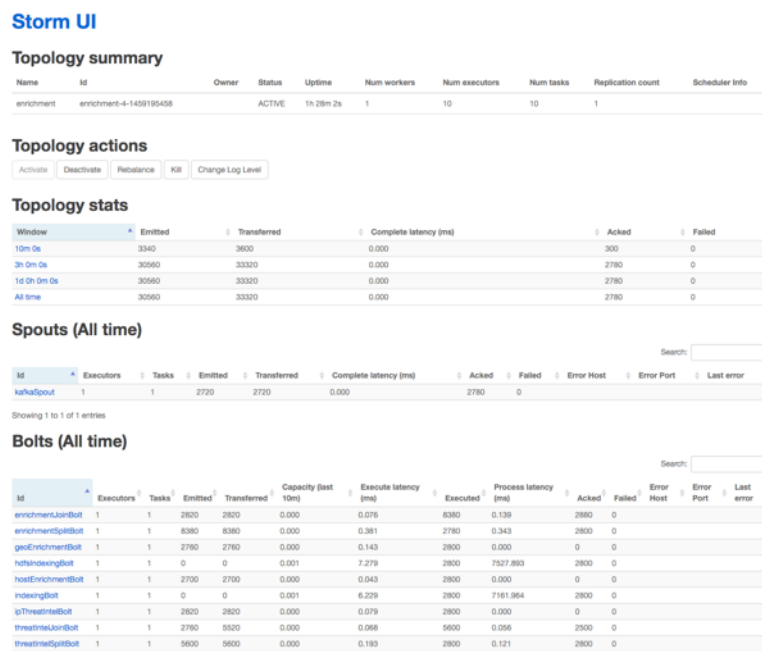 Storm UI
Topology summary
Name Id Owner Status Uptime Num workers Num executors Num tasks Replication count Scheduler Info
enrichment enrichment-4-1459195458 ACTIVE 1h 28m 2s 1 10 10 1
Topology actions
Activate Deactivate Rebalance Kill Change Log Level
Topology stats
Window Emitted Transferred Complete latency (ms) Acked Failed
10m 0s 3340 3600 0.000 300 0
3h 0m 0s 30560 33320 0.000 2780 0
1d 0h 0m 0s 30560 33320 0.000 2780 0
All time 30560 33320 0.000 2780 0
Spouts (All time)
Search:
Id Executors Tasks Emitted Transferred Complete latency (ms) Acked Failed Error Host Error Port Last error
kafkaSpout 1 1 2720 2720 0.000 2780 0
Showing 1 to 1 of 1 entries
Bolts (All time)
Search:
Id Executors Tasks Emitted Transferred Capacity (last 10m) Execute latency (ms) Executed Process latency (ms) Acked Failed Error Host Error Port Last error
enrichmentJoinBolt 1 1 2820 2820 0.000 0.076 8380 0.139 2880 0
enrichmentSplitBolt 1 1 8380 8380 0.000 0.381 2780 0.343 2800 0
geoEnrichmentBolt 1 1 2760 2760 0.000 0.143 2800 0.000 0 0
hdfsIndexingBolt 1 1 0 0 0.001 7.279 2800 7527.893 2800 0
hostEnrichmentBolt 1 1 2700 2700 0.000 0.043 2800 0.000 0 0
indexingBolt 1 1 0 0 0.001 6.229 2800 7161.964 2800 0
ipThreatIntelBolt 1 1 2820 2820 0.000 0.079 2800 0.000 0 0
threatIntelJoinBolt 1 1 2760 5520 0.000 0.068 5600 0.056 2500 0
threatIntelSplitBolt 1 1 5600 5600 0.000 0.193 2800 0.121 2800 0